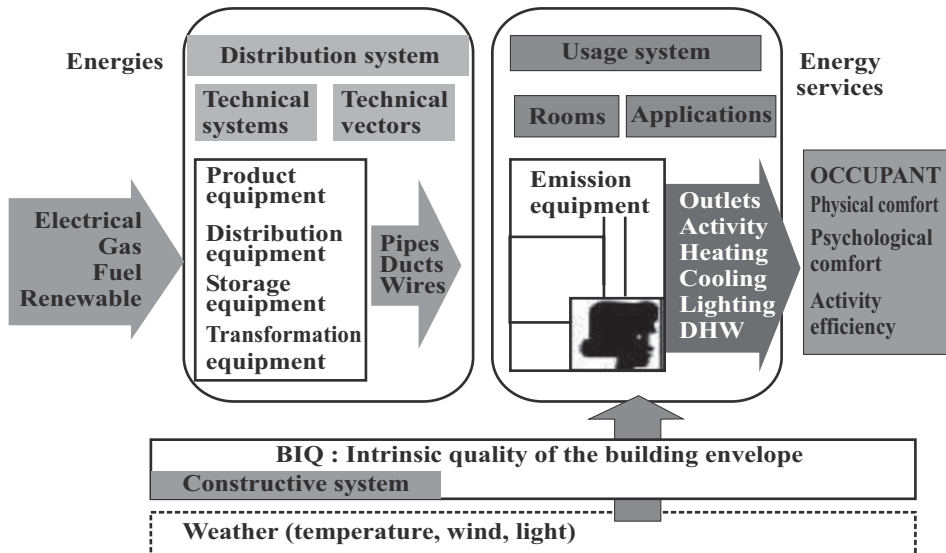 Energies
Distribution system
Technical
systems
Technical
vectors
Electrical
Gas
Fuel
Renewable
Product
equipment
Distribution
equipment
Storage
equipment
Transformation
equipment
Pipes
Ducts
Wires
Usage system
Rooms
Applications
Emission
equipment
Outlets
Activity
Heating
Cooling
Lighting
DHW
Energy
services
OCCUPANT
Physical comfort
Psychological
comfort
Activity
efficiency
BIQ : Intrinsic quality of the building envelope
Constructive system
Weather (temperature, wind, light)